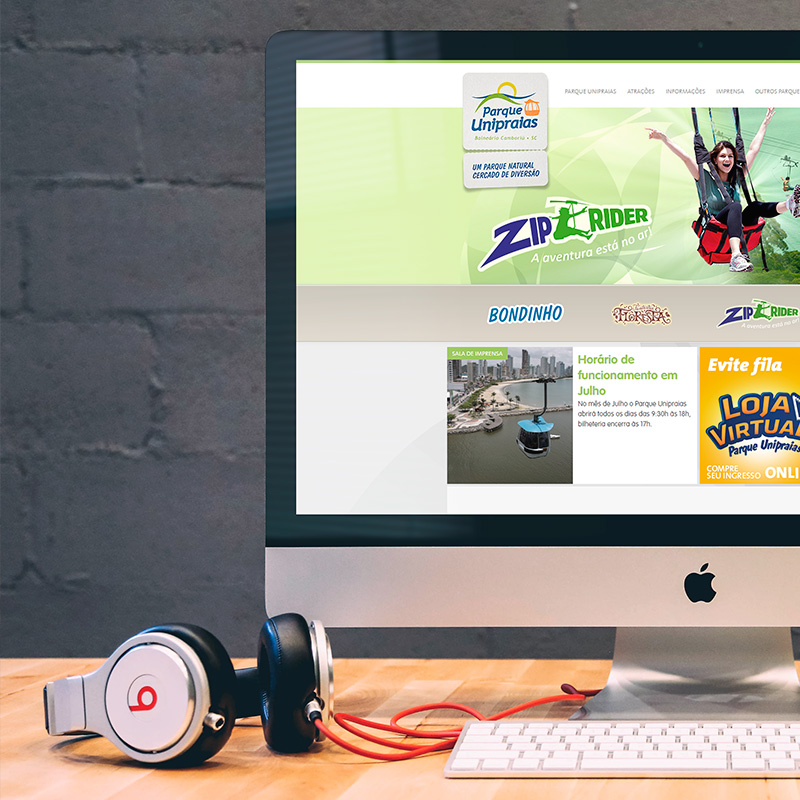 PARQUE UNIPRAIAS ATRAÇÕES INFORMAÇÕES IMPRENSA OUTROS PARQUE
Parque
Unipraias
Balneário Camboriú • SC
UM PARQUE NATURAL
CERCADO DE DIVERSÃO
ZIP RIDER
A aventura está no ar!
BONDINHO
FLORESTA
ZIP RIDER
A aventura está no ar
SALA DE IMPRENSA
Horário de
funcionamento em
Julho
No mês de Julho o Parque Unipraias
abrirá todos os dias das 9:30h às 18h,
bilheteria encerra às 17h.
Evite fila
LOJA
VIRTUA
Parque Unipraias
COMPRE
SEU INGRESSO ONLI
b